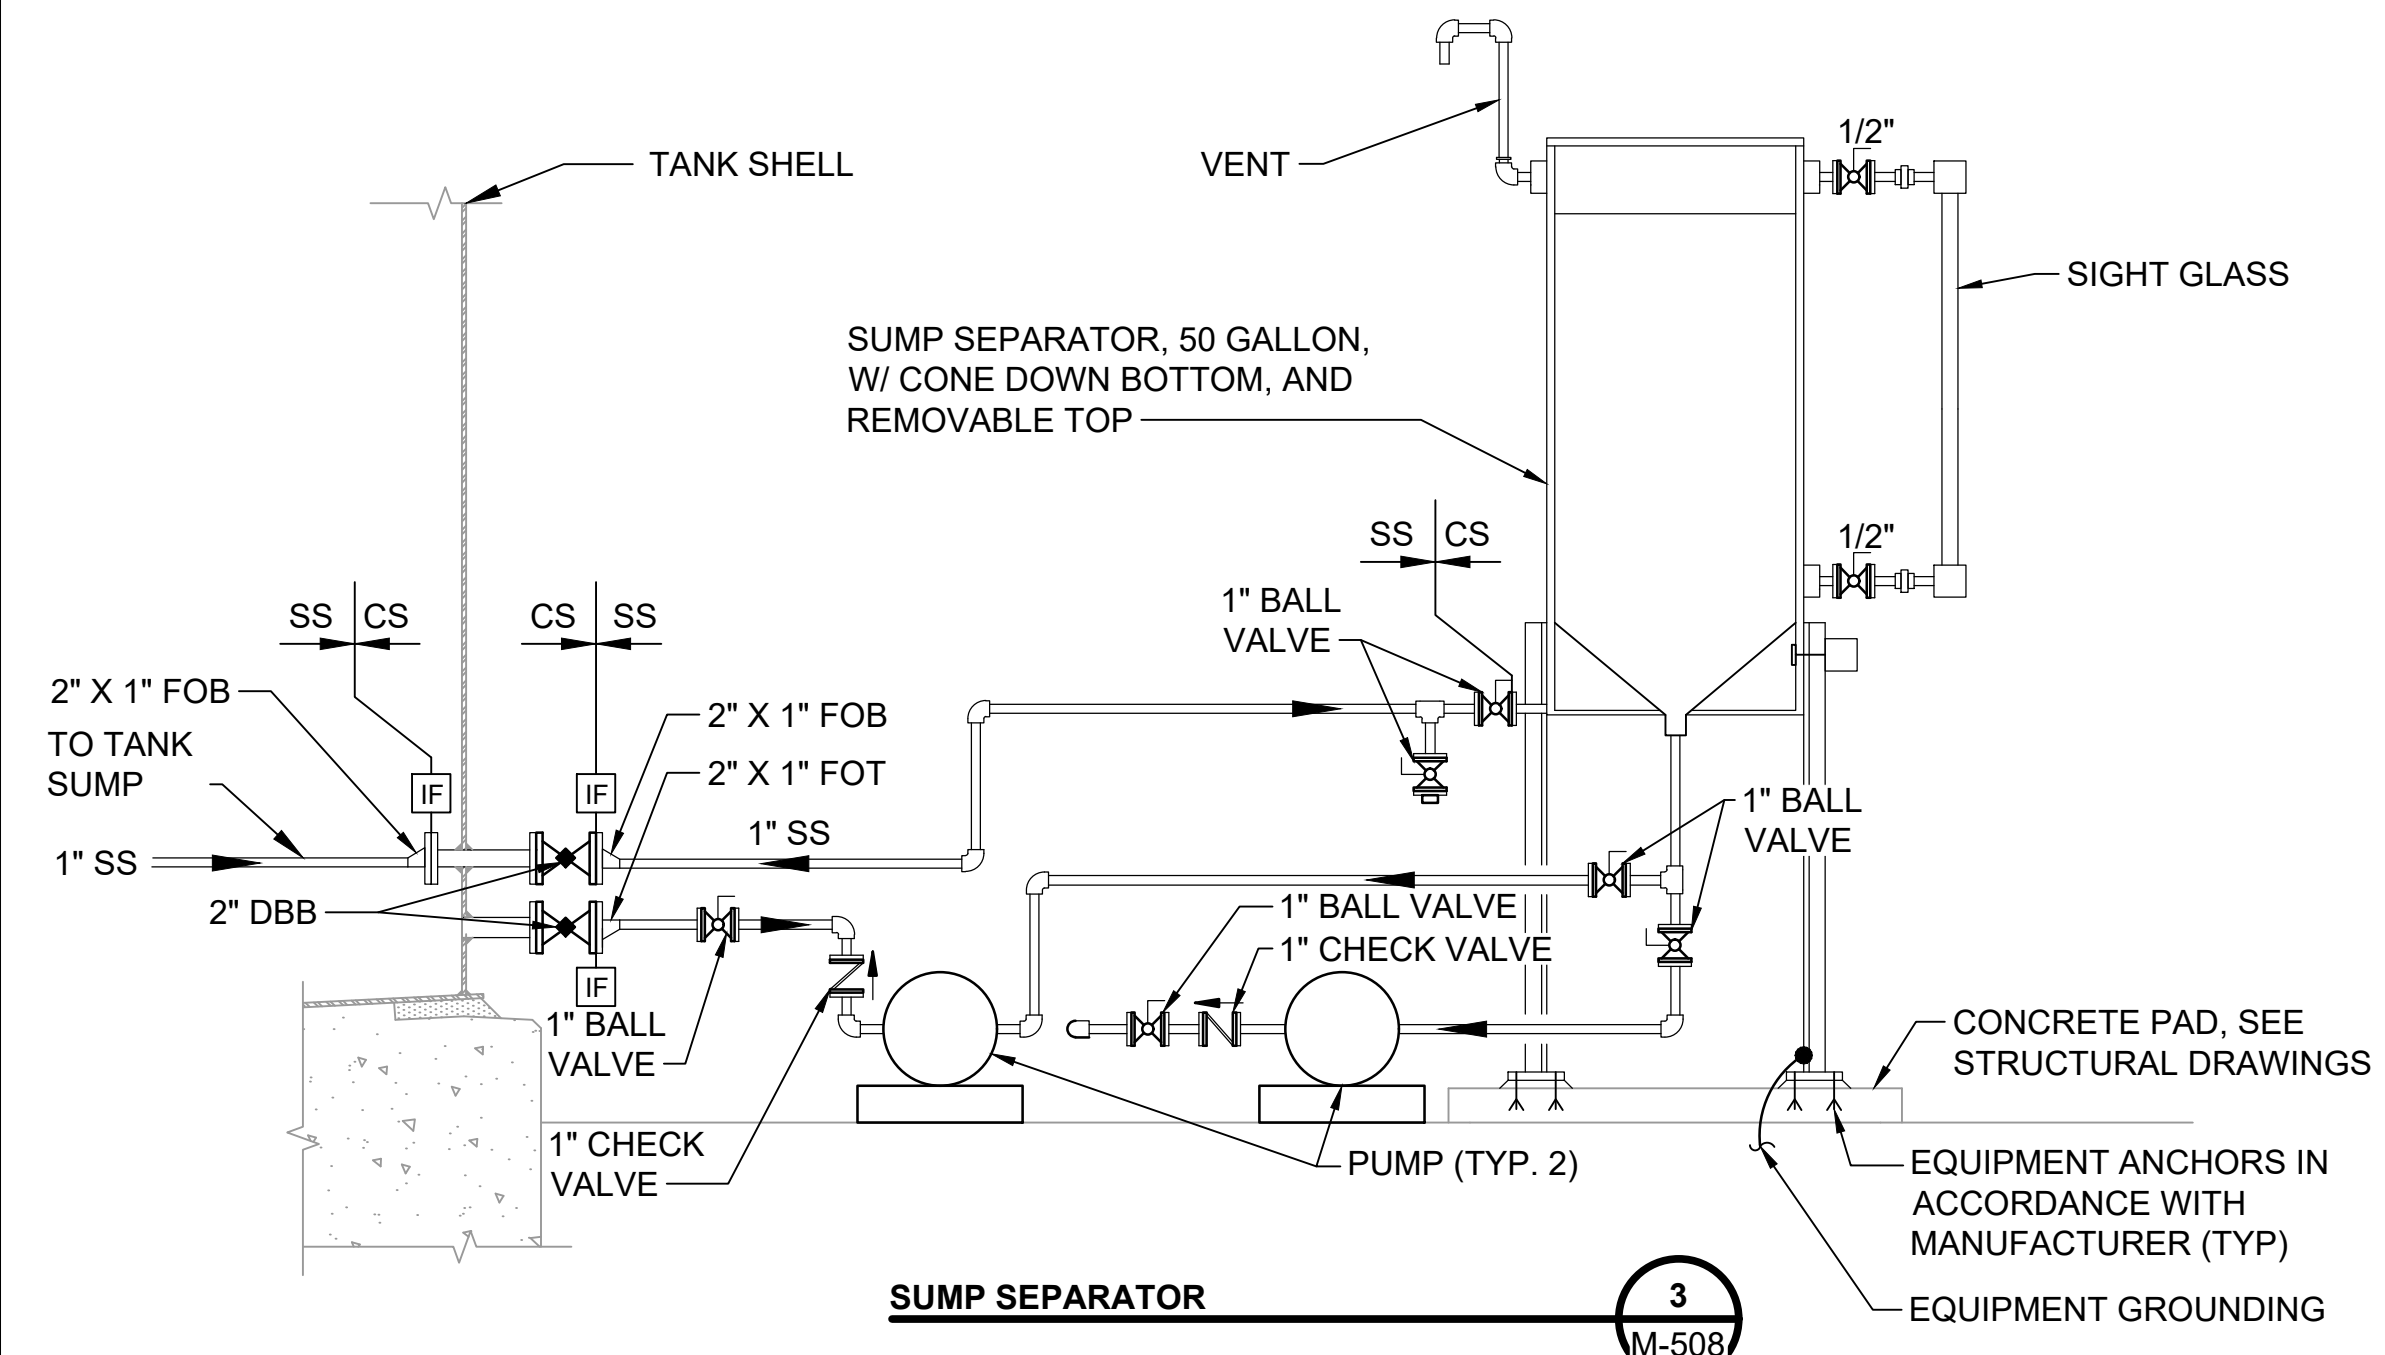 TANK SHELL
VENT
1/2"
SIGHT GLASS
SUMP SEPARATOR, 50 GALLON,
W/ CONE DOWN BOTTOM, AND
REMOVABLE TOP
SS CS
1/2"
1" BALL
VALVE
SS CS
CS SS
2" X 1" FOB
TO TANK
SUMP
IF
IF
2" X 1" FOB
2" X 1" FOT
1" SS
1" SS
2" DBB
IF
1" BALL
VALVE
1" BALL VALVE
1" CHECK VALVE
1" BALL
VALVE
1" CHECK
VALVE
PUMP (TYP. 2)
CONCRETE PAD, SEE
STRUCTURAL DRAWINGS
EQUIPMENT ANCHORS IN
ACCORDANCE WITH
MANUFACTURER (TYP)
EQUIPMENT GROUNDING
SUMP SEPARATOR
3
M-508